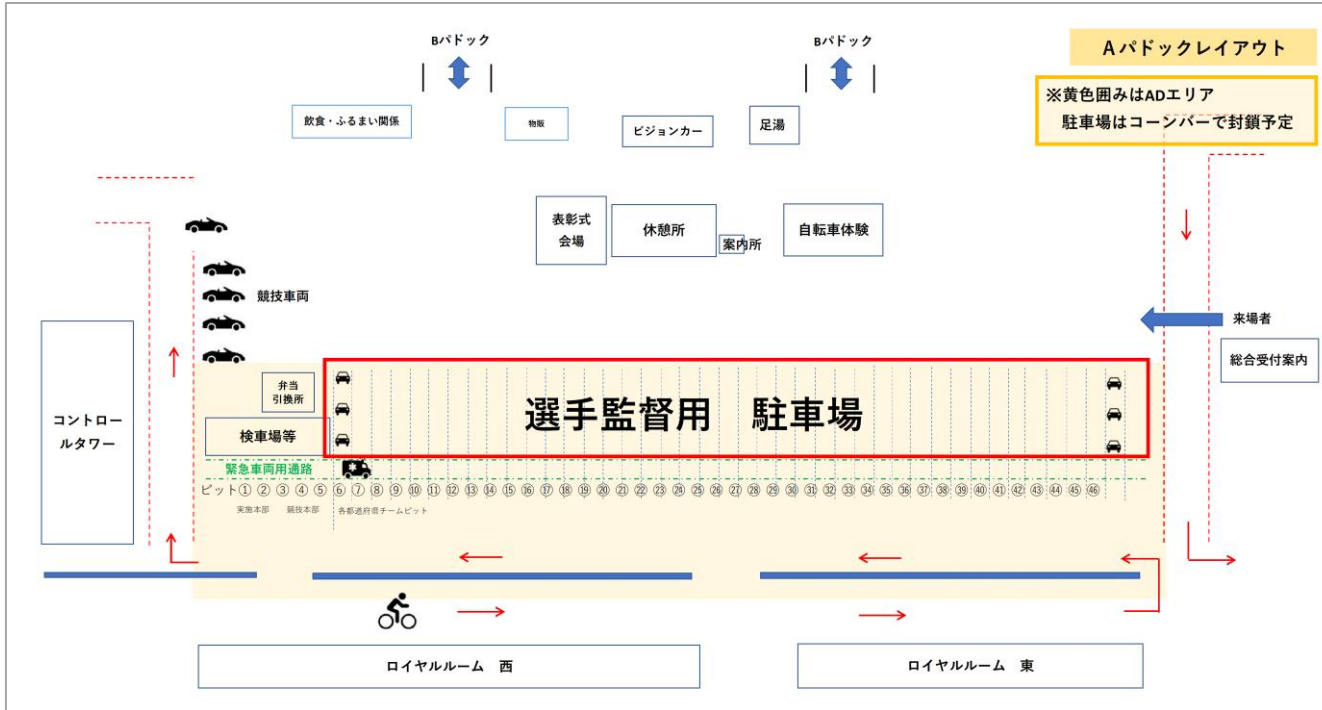 Bパドック
Bパドック
Aパドックレイアウト
※黄色囲みはADエリア
駐車場はコーンバーで封鎖予定
飲食・ふるまい関係
物販
ビジョンカー
足湯
表彰式
会場
休憩所
案内所
自転車体験
競技車両
来場者
総合受付案内
コントロー
ルタワー
弁当
引換所
検車場等
選手監督用 駐車場
緊急車両用通路
ピット①②③④⑤⑥⑦⑧⑨⑩⑪⑫⑬⑭⑮⑯⑰⑱⑲⑳㉑㉒㉓㉔㉕㉖㉗㉘㉙㉚㉛㉜㉝㉞㉟㊱㊲㊳㊴㊵㊶㊷㊸㊹㊺㊻
実施本部 競技本部 各都道府県チームピット
ロイヤルルーム 西
ロイヤルルーム 東